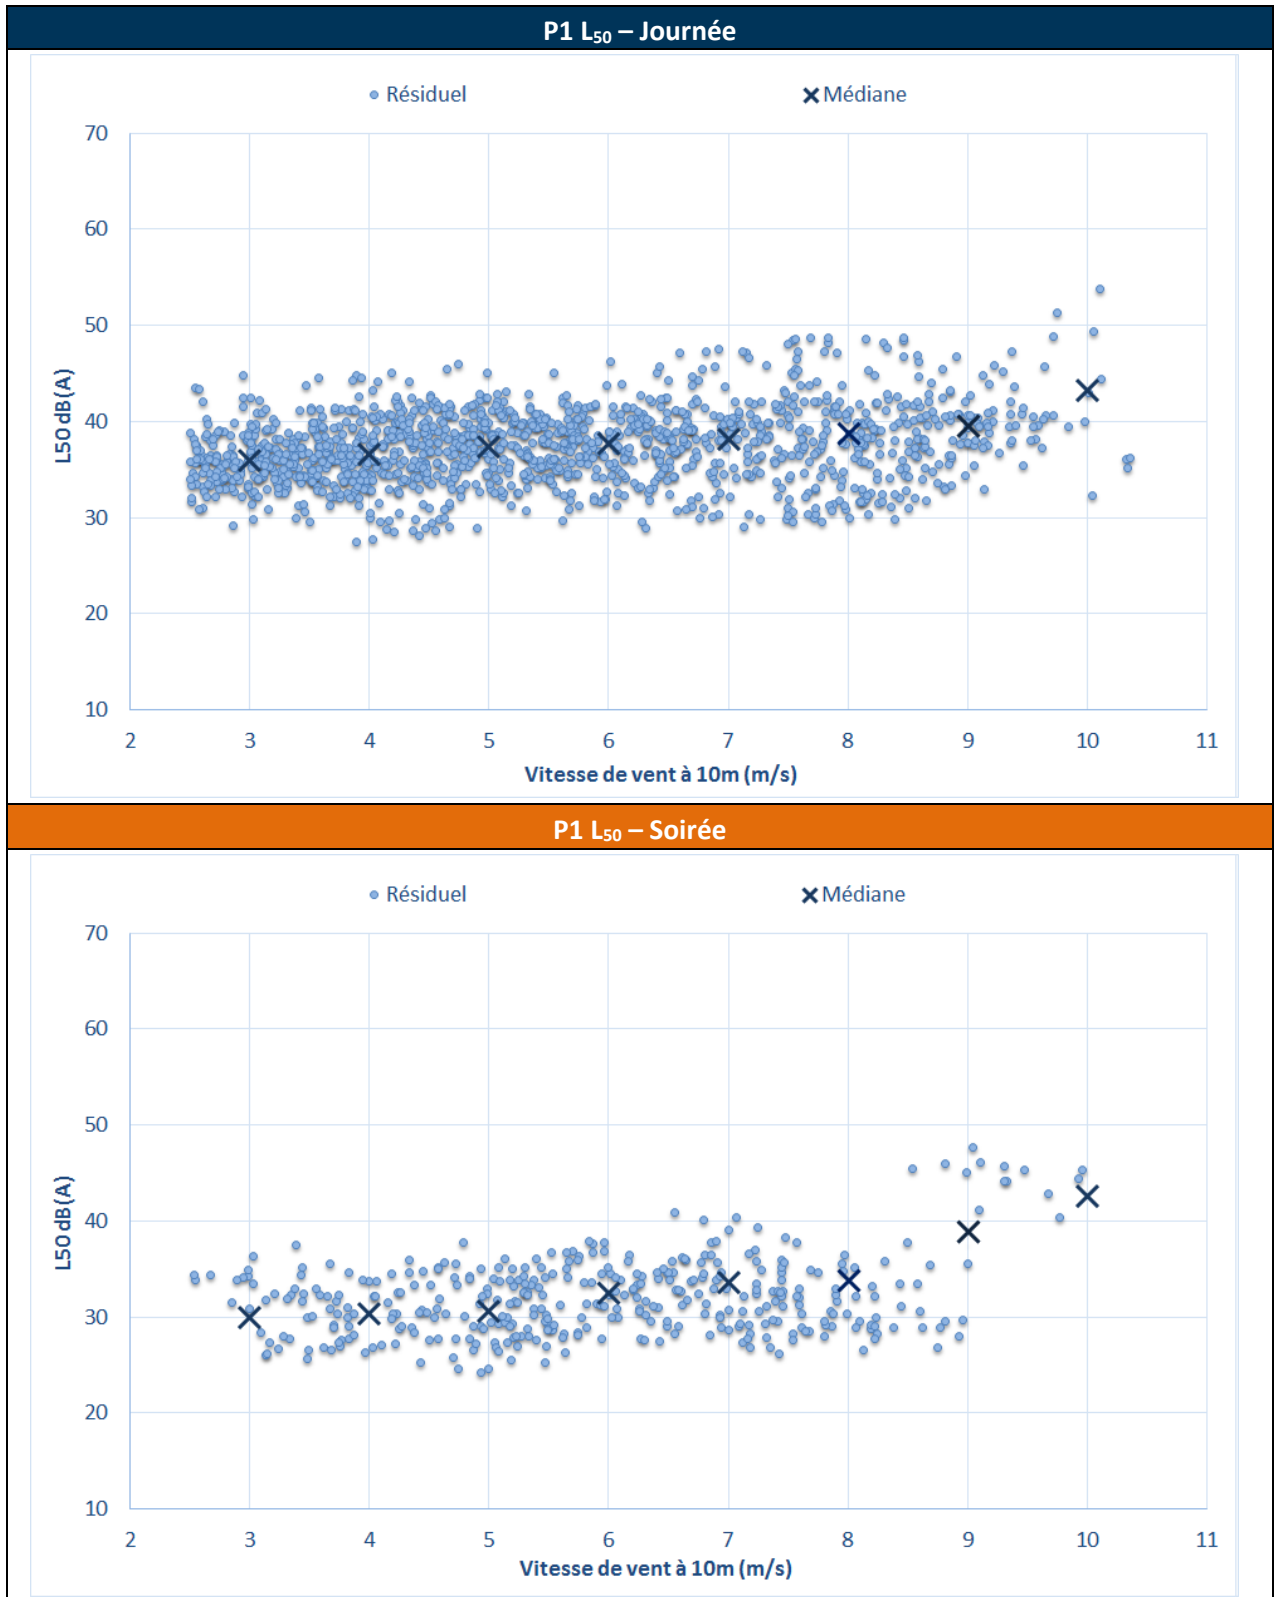 P1 L50 – Journée
Résiduel
Médiane
70
60
50
40
30
20
10
L50 dB(A)
2 3 4 5 6 7 8 9 10 11
Vitesse de vent à 10m (m/s)
P1 L50 – Soirée
Résiduel
Médiane
70
60
50
40
30
20
10
L50 dB(A)
2 3 4 5 6 7 8 9 10 11
Vitesse de vent à 10m (m/s)